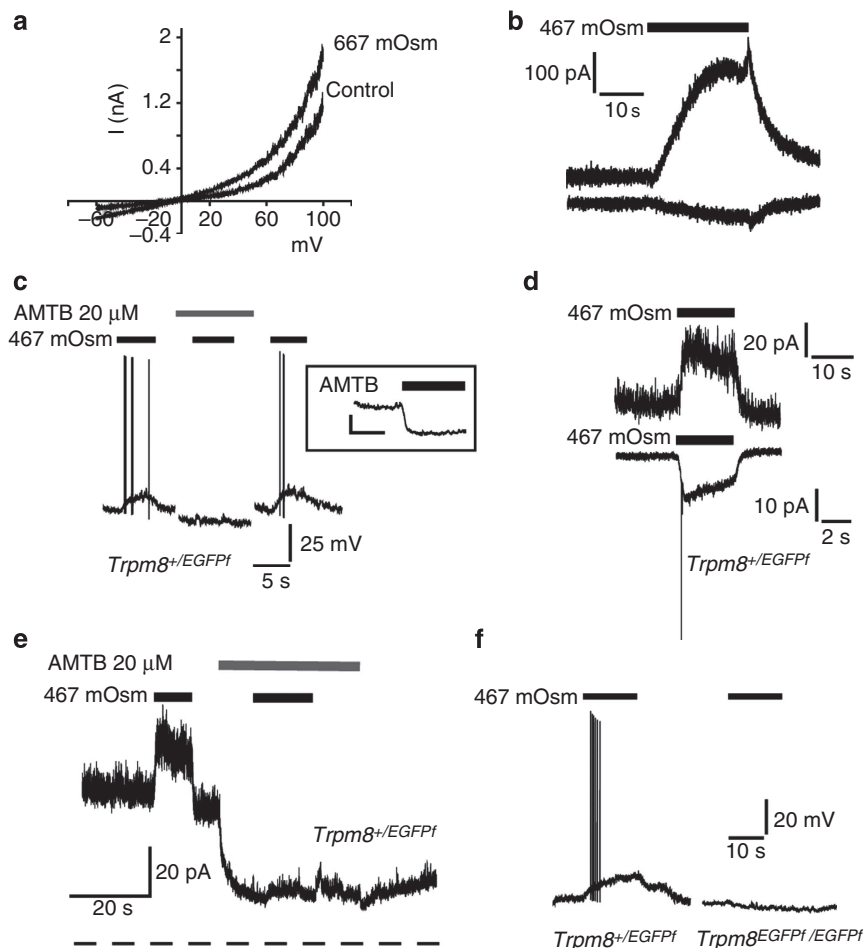 a
2
1.2
0.4
–0.4
I (nA)
667 mOsm
Control
–60
–20
20
60
100
mV
b
467 mOsm
100 pA
10 s
c
AMTB 20 µM
467 mOsm
AMTB
25 mV
5 s
Trpm8+/EGFPf
d
467 mOsm
20 pA
10 s
467 mOsm
10 pA
2 s
Trpm8+/EGFPf
e
AMTB 20 µM
467 mOsm
Trpm8+/EGFPf
20 pA
20 s
f
467 mOsm
20 mV
10 s
Trpm8+/EGFPf
Trpm8EGFPf /EGFPf